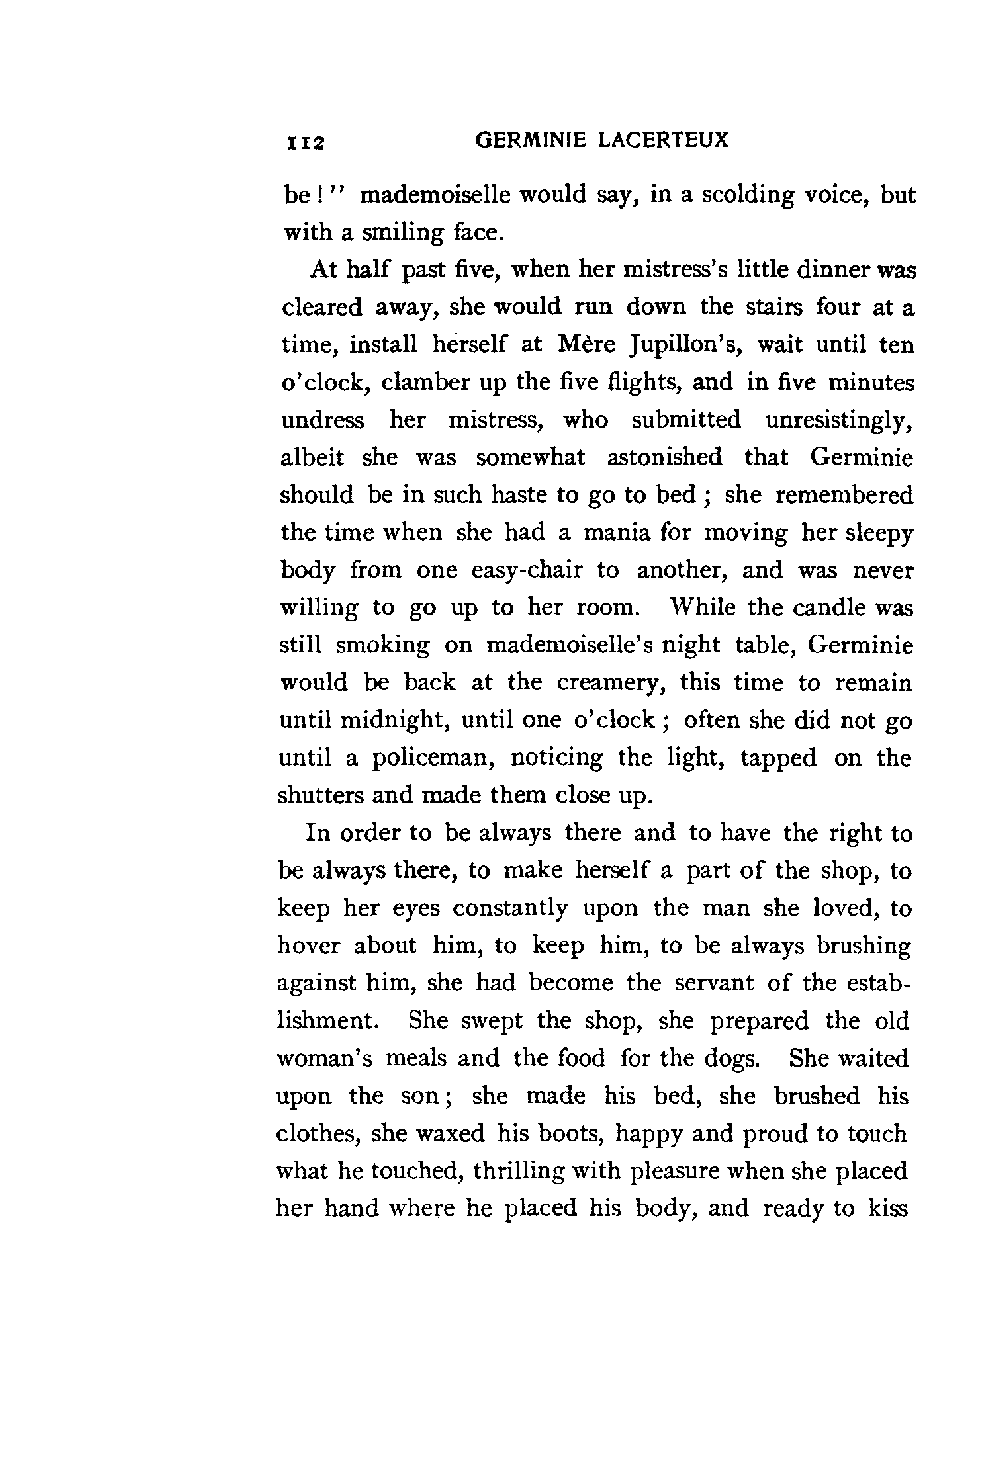 112 GERMINIE LACERTEUX
be!" mademoiselle would say, in a scolding voice, but
with a smiling face.
At half past five, when her mistress's little dinner was
cleared away, she would run down the stairs four at a
time, install herself at Mère Jupillon's, wait until ten
o'clock, clamber up the five flights, and in five minutes
undress her mistress, who submitted unresistingly,
albeit she was somewhat astonished that Germinie
should be in such haste to go to bed; she remembered
the time when she had a mania for moving her sleepy
body from one easy-chair to another, and was never
willing to go up to her room. While the candle was
still smoking on mademoiselle's night table, Germinie
would be back at the creamery, this time to remain
until midnight, until one o'clock; often she did not go
until a policeman, noticing the light, tapped on the
shutters and made them close up.
In order to be always there and to have the right to
be always there, to make herself a part of the shop, to
keep her eyes constantly upon the man she loved, to
hover about him, to keep him, to be always brushing
against him, she had become the servant of the estab-
lishment. She swept the shop, she prepared the old
woman's meals and the food for the dogs. She waited
upon the son; she made his bed, she brushed his
clothes, she waxed his boots, happy and proud to touch
what he touched, thrilling with pleasure when she placed
her hand where he placed his body, and ready to kiss